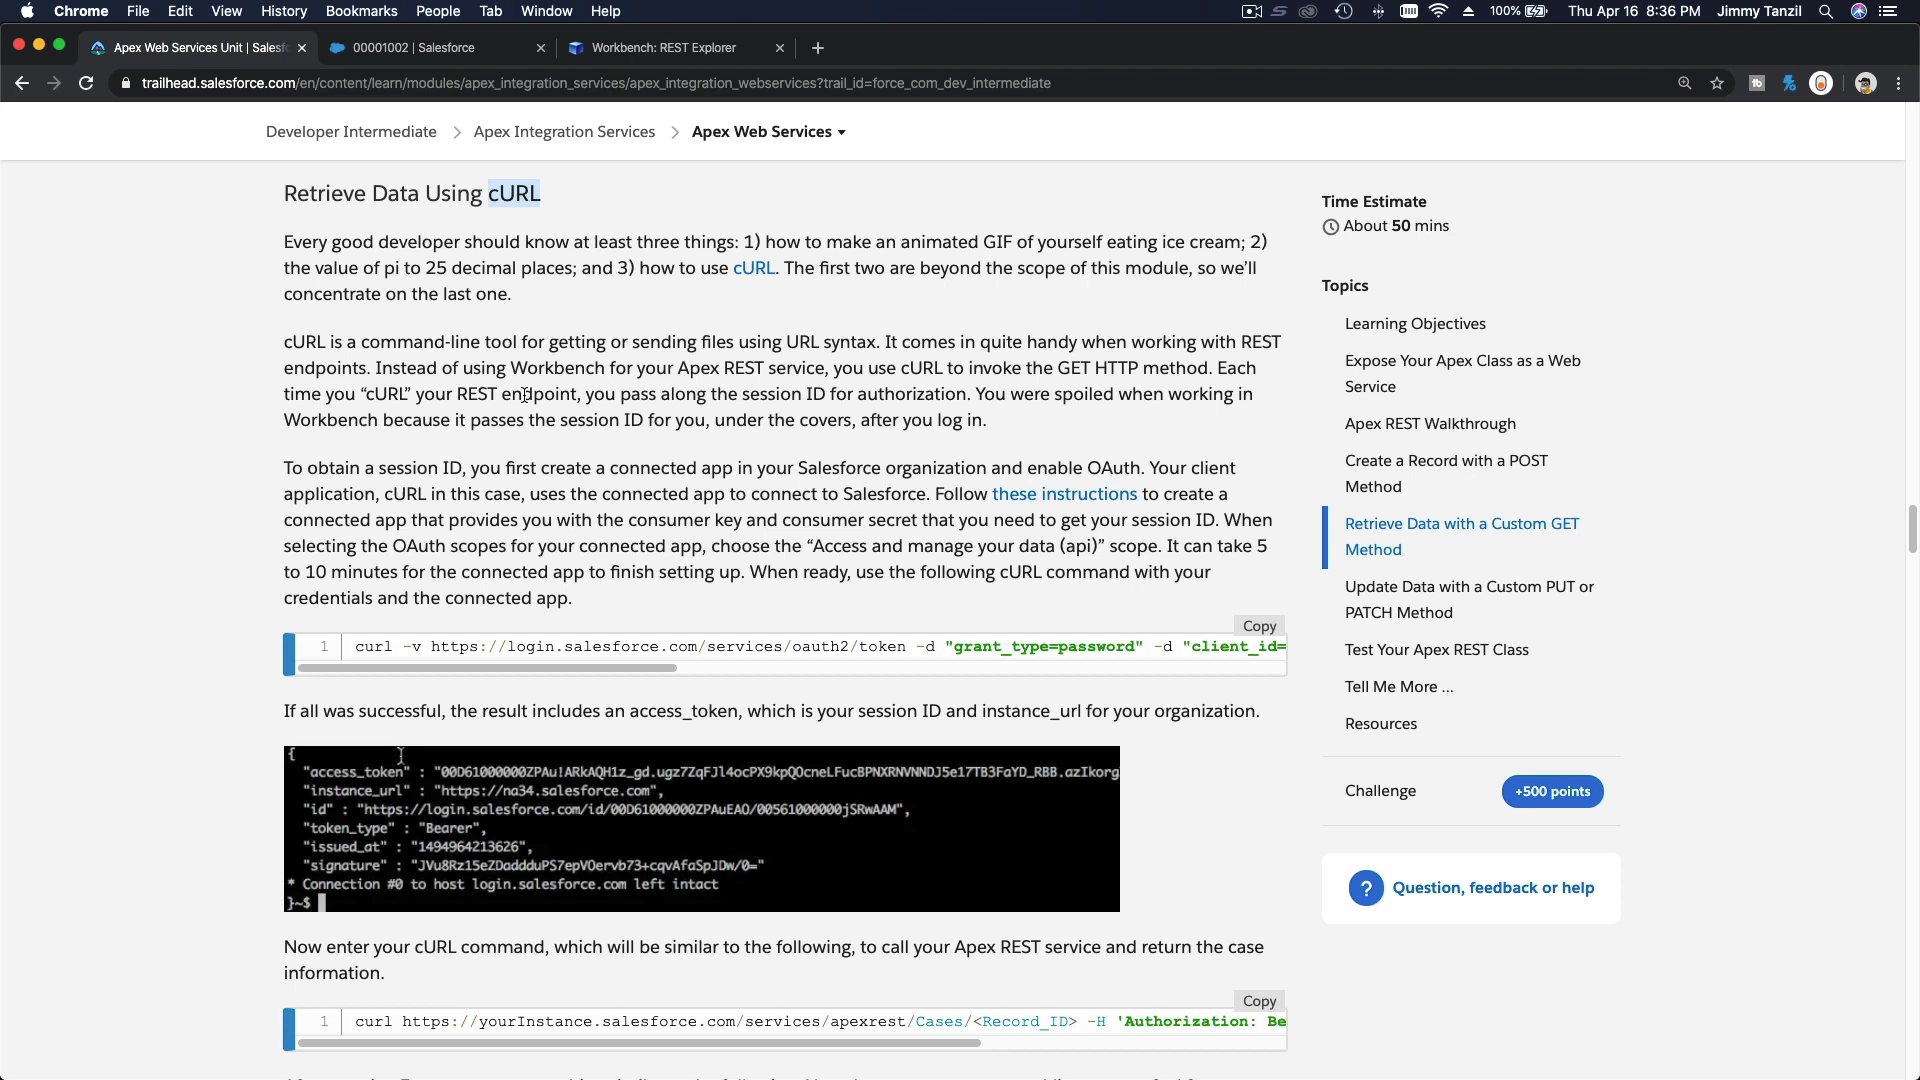 Chrome File Edit View History Bookmarks People Tab Window Help 100% Thu Apr 16 8:36 PM Jimmy Tanzil
Apex Web Services Unit | Salesf 00001002 | Salesforce Workbench: REST Explorer
trailhead.salesforce.com/en/content/learn/modules/apex_integration_services/apex_integration_webservices?trail_id=force_com_dev_intermediate
Developer Intermediate > Apex Integration Services > Apex Web Services
Retrieve Data Using cURL
Every good developer should know at least three things: 1) how to make an animated GIF of yourself eating ice cream; 2)
the value of pi to 25 decimal places; and 3) how to use cURL. The first two are beyond the scope of this module, so we'll
concentrate on the last one.
cURL is a command-line tool for getting or sending files using URL syntax. It comes in quite handy when working with REST
endpoints. Instead of using Workbench for your Apex REST service, you use cURL to invoke the GET HTTP method. Each
time you “cURL” your REST endpoint, you pass along the session ID for authorization. You were spoiled when working in
Workbench because it passes the session ID for you, under the covers, after you log in.
To obtain a session ID, you first create a connected app in your Salesforce organization and enable OAuth. Your client
application, cURL in this case, uses the connected app to connect to Salesforce. Follow these instructions to create a
connected app that provides you with the consumer key and consumer secret that you need to get your session ID. When
selecting the OAuth scopes for your connected app, choose the “Access and manage your data (api)” scope. It can take 5
to 10 minutes for the connected app to finish setting up. When ready, use the following cURL command with your
credentials and the connected app.
Copy
1 curl -v https://login.salesforce.com/services/oauth2/token -d "grant_type=password" -d "client_id=
If all was successful, the result includes an access_token, which is your session ID and instance_url for your organization.
{
"access_token" : "00D61000000ZPAu!ARkAQH1z_gd.ugz7ZqFJl4ocPX9kpQOcneLFucBPNXRNVNNDJ5e17TB3FaYD_RBB.azIkorg
"instance_url" : "https://na34.salesforce.com",
"id" : "https://login.salesforce.com/id/00D61000000ZPAuEAO/00561000000jSRwAAM",
"token_type" : "Bearer",
"issued_at" : "1494964213626",
"signature" : "JVu8Rz15eZDaddduPS7epVOervb73+cqvAfaSpJDw/0="
* Connection #0 to host login.salesforce.com left intact
}~$
Now enter your cURL command, which will be similar to the following, to call your Apex REST service and return the case
information.
Copy
1 curl https://yourInstance.salesforce.com/services/apexrest/Cases/<Record_ID> -H 'Authorization: Be
Time Estimate
About 50 mins
Topics
Learning Objectives
Expose Your Apex Class as a Web
Service
Apex REST Walkthrough
Create a Record with a POST
Method
Retrieve Data with a Custom GET
Method
Update Data with a Custom PUT or
PATCH Method
Test Your Apex REST Class
Tell Me More ...
Resources
Challenge +500 points
? Question, feedback or help